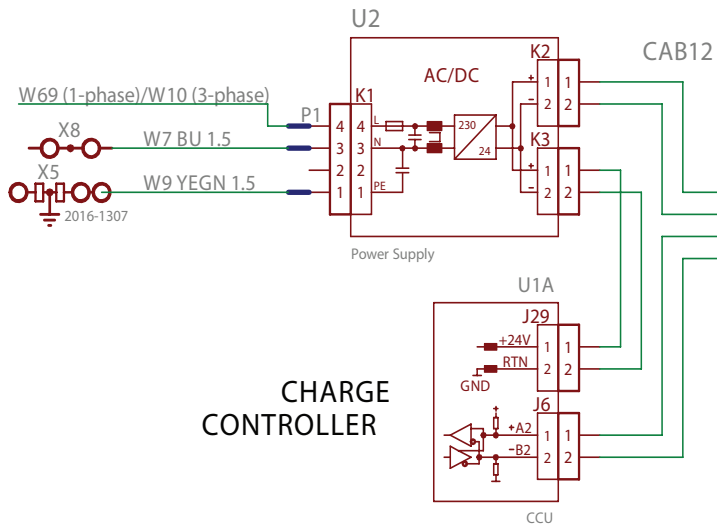 U2
K2
CAB12
AC/DC
+ 1 1
- 2 2
W69 (1-phase)/W10 (3-phase)
P1
K1
4 4 L
230
24
K3
X8
W7 BU 1.5
3 3 N
+ 1 1
2 2
- 2 2
X5
W9 YEGN 1.5
1 1 PE
2016-1307
Power Supply
U1A
J29
+24V 1 1
RTN 2 2
GND
CHARGE
CONTROLLER
J6
+
+A2 1 1
-B2 2 2
CCU